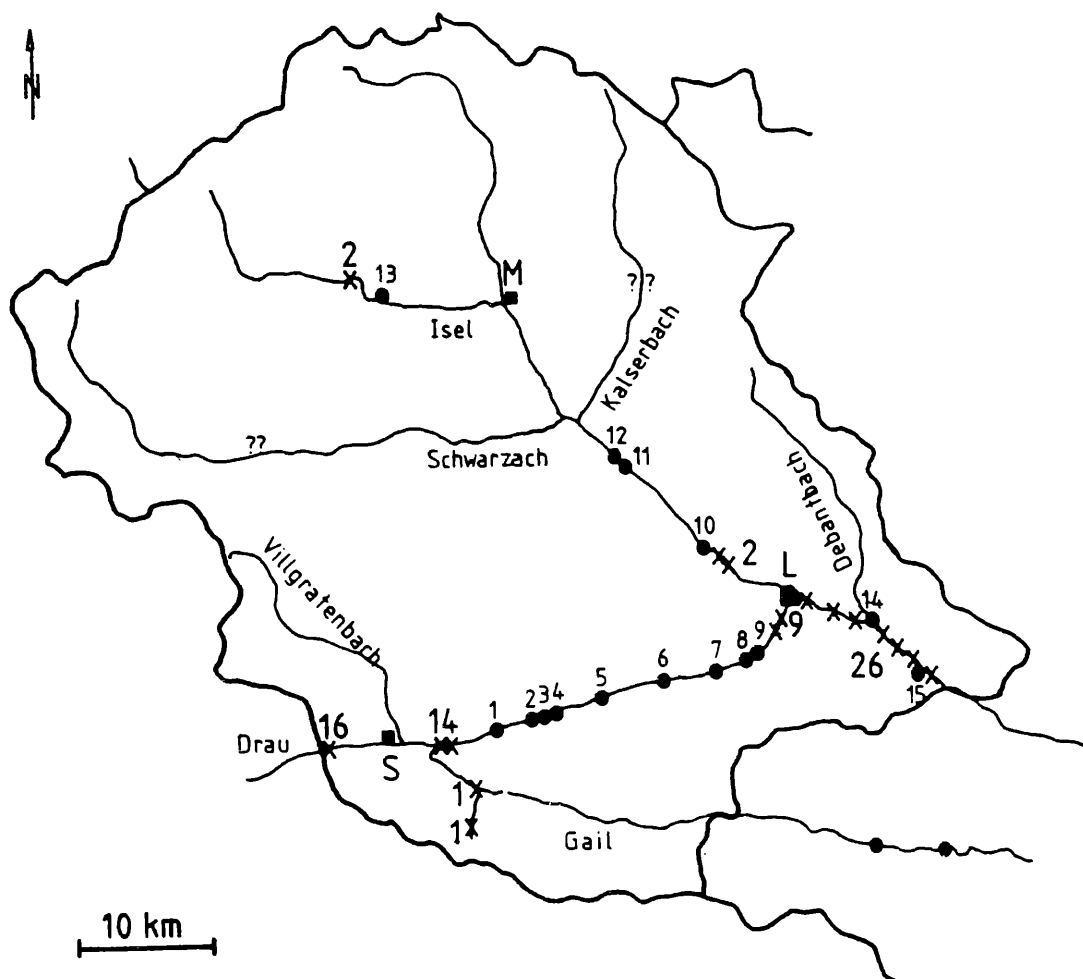 N
2
13
M
Isel
? ?
Kalserbach
??
Schwarzach
12
11
Debantbach
10
2
L
14
Villgratenbach
9
9
8
7
6
5
26
15
2 3 4
1
14
16
Drau
S
1
1
Gail
10 km